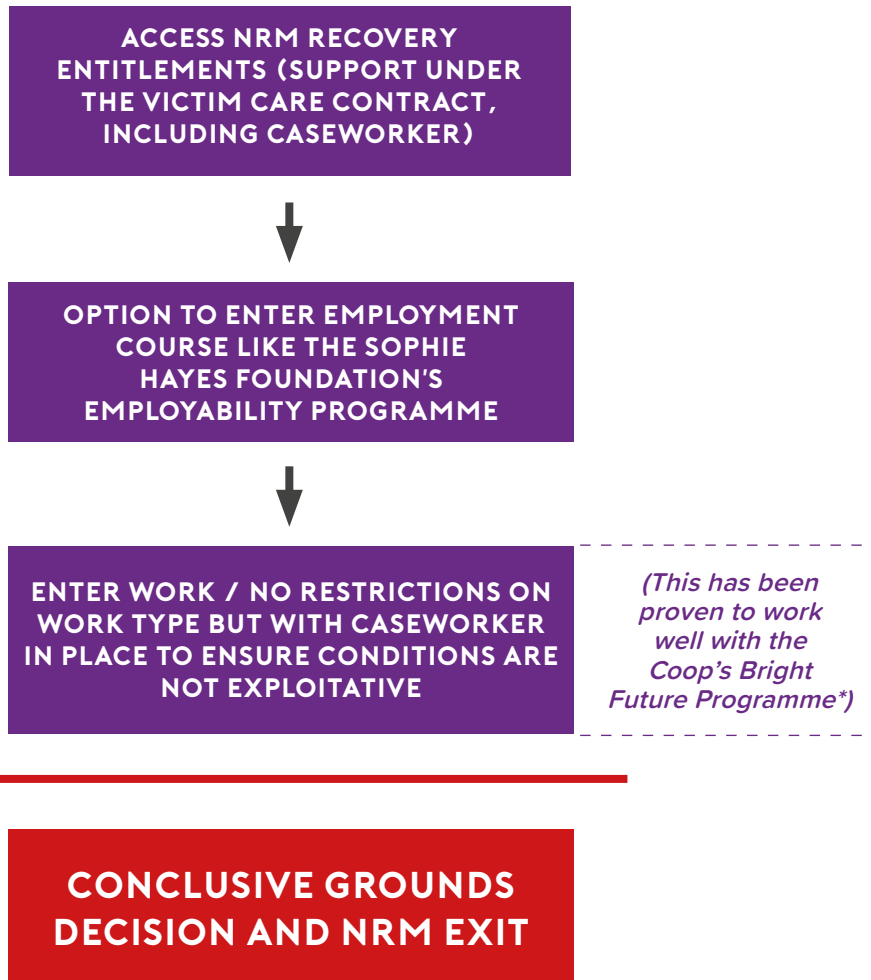 ACCESS NRM RECOVERY
ENTITLEMENTS (SUPPORT UNDER
THE VICTIM CARE CONTRACT,
INCLUDING CASEWORKER)
OPTION TO ENTER EMPLOYMENT
COURSE LIKE THE SOPHIE
HAYES FOUNDATION'S
EMPLOYABILITY PROGRAMME
ENTER WORK / NO RESTRICTIONS ON
WORK TYPE BUT WITH CASEWORKER
IN PLACE TO ENSURE CONDITIONS ARE
NOT EXPLOITATIVE
(This has been
proven to work
well with the
Coop's Bright
Future Programme*)
CONCLUSIVE GROUNDS
DECISION AND NRM EXIT